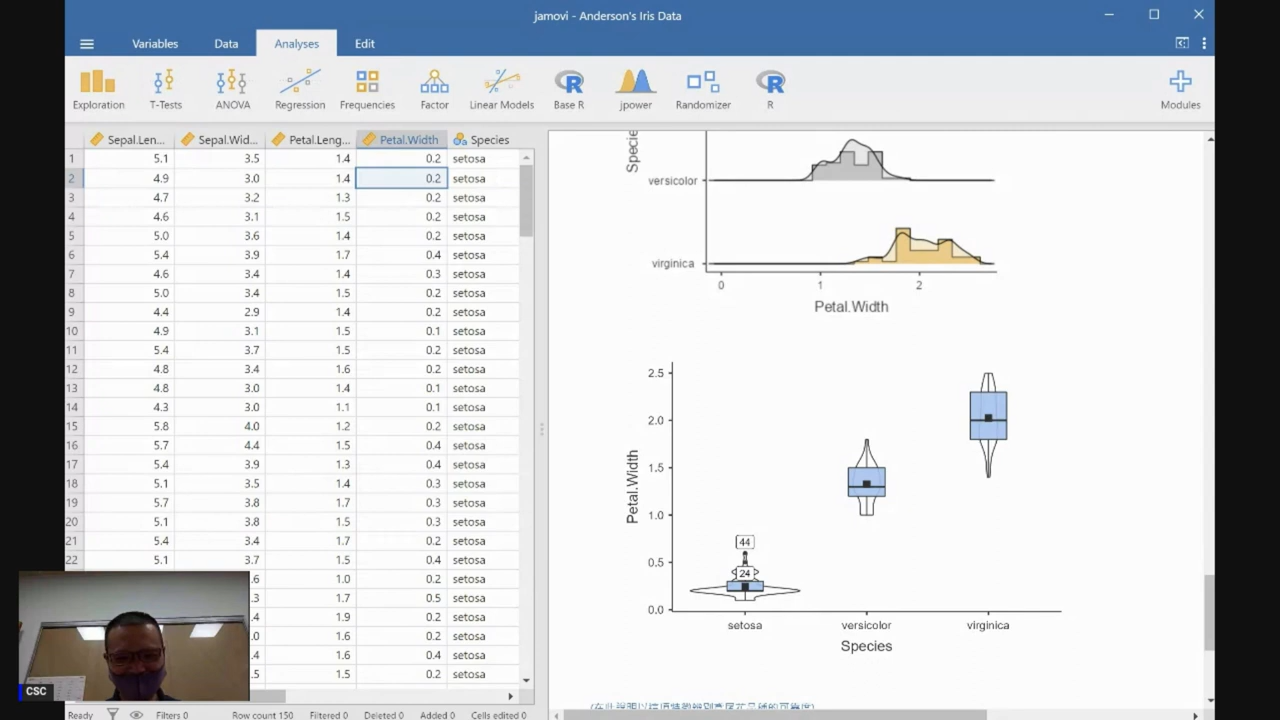 jamovi - Anderson's Iris Data
Variables Data Analyses Edit
Exploration T-Tests ANOVA Regression Frequencies Factor Linear Models Base R jpower Randomizer R Modules
Sepal.Len... Sepal.Wid... Petal.Leng... Petal.Width Species
1 5.1 3.5 1.4 0.2 setosa
2 4.9 3.0 1.4 0.2 setosa
3 4.7 3.2 1.3 0.2 setosa
4 4.6 3.1 1.5 0.2 setosa
5 5.0 3.6 1.4 0.2 setosa
6 5.4 3.9 1.7 0.4 setosa
7 4.6 3.4 1.4 0.3 setosa
8 5.0 3.4 1.5 0.2 setosa
9 4.4 2.9 1.4 0.2 setosa
10 4.9 3.1 1.5 0.1 setosa
11 5.4 3.7 1.5 0.2 setosa
12 4.8 3.4 1.6 0.2 setosa
13 4.8 3.0 1.4 0.1 setosa
14 4.3 3.0 1.1 0.1 setosa
15 5.8 4.0 1.2 0.2 setosa
16 5.7 4.4 1.5 0.4 setosa
17 5.4 3.9 1.3 0.4 setosa
18 5.1 3.5 1.4 0.3 setosa
19 5.7 3.8 1.7 0.3 setosa
20 5.1 3.8 1.5 0.3 setosa
21 5.4 3.4 1.7 0.2 setosa
22 5.1 3.7 1.5 0.4 setosa
.6 1.0 0.2 setosa
.3 1.7 0.5 setosa
.4 1.9 0.2 setosa
.0 1.6 0.2 setosa
.4 1.6 0.4 setosa
.5 1.5 0.2 setosa
CSC
Ready Filters 0 Row count 150 Filtered 0 Deleted 0 Added 0 Cells edited 0
Specie
versicolor
virginica
0 1 2
Petal.Width
2.5
2.0
1.5
1.0
0.5
0.0
Petal.Width
44
24
setosa versicolor virginica
Species